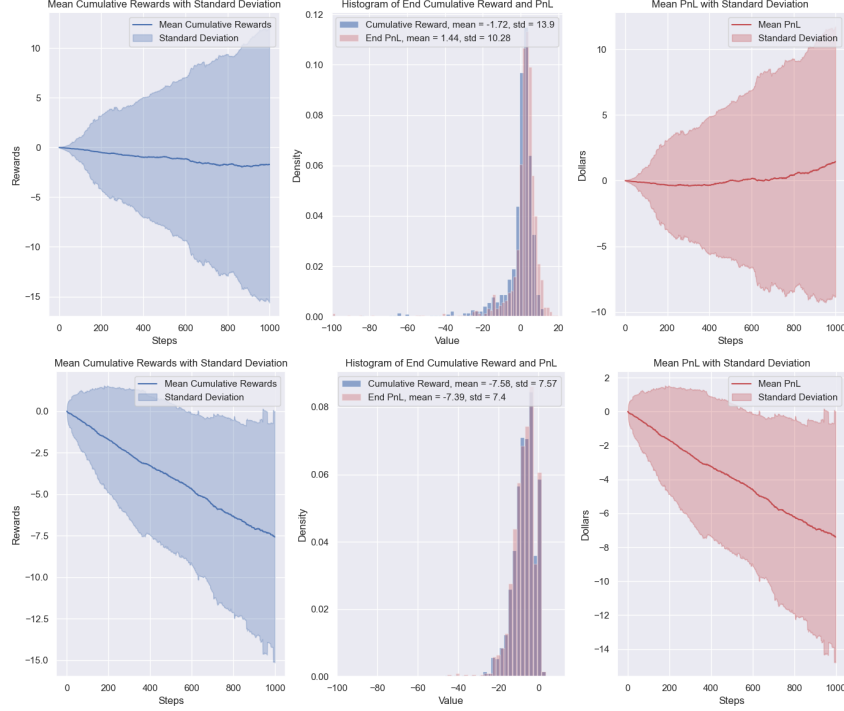 Mean Cumulative Rewards with Standard Deviation
Mean Cumulative Rewards
Standard Deviation
10
5
0
−5
−10
−15
Rewards
0
200
400
600
800
1000
Steps
Histogram of End Cumulative Reward and PnL
Cumulative Reward, mean = -1.72, std = 13.9
End PnL, mean = 1.44, std = 10.28
0.12
0.10
0.08
0.06
0.04
0.02
0.00
Density
−100
−80
−60
−40
−20
0
20
Value
Mean PnL with Standard Deviation
Mean PnL
Standard Deviation
10
5
0
−5
−10
Dollars
0
200
400
600
800
1000
Steps
Mean Cumulative Rewards with Standard Deviation
Mean Cumulative Rewards
Standard Deviation
0.0
−2.5
−5.0
−7.5
−10.0
−12.5
−15.0
Rewards
0
200
400
600
800
1000
Steps
Histogram of End Cumulative Reward and PnL
Cumulative Reward, mean = -7.58, std = 7.57
End PnL, mean = -7.39, std = 7.4
0.08
0.06
0.04
0.02
0.00
Density
−100
−80
−60
−40
−20
0
Value
Mean PnL with Standard Deviation
Mean PnL
Standard Deviation
2
0
−2
−4
−6
−8
−10
−12
−14
Dollars
0
200
400
600
800
1000
Steps